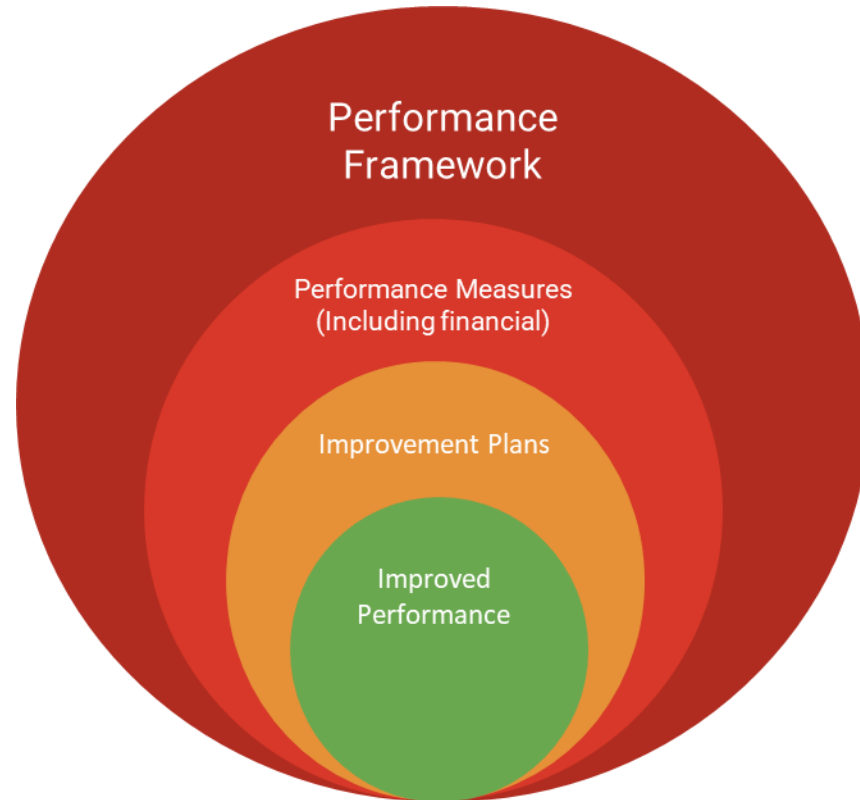 Performance
Framework
Performance Measures
(Including financial)
Improvement Plans
Improved
Performance